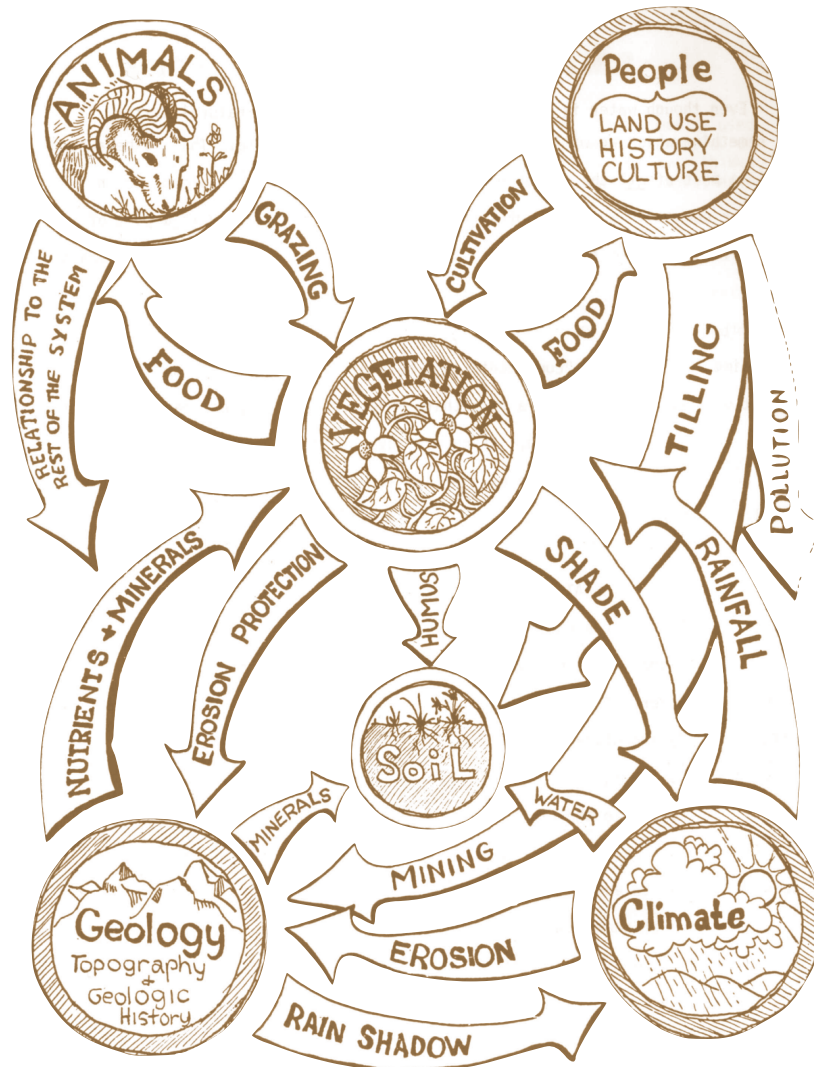 ANIMALS
People
LAND USE
HISTORY
CULTURE
GRAZING
CULTIVATION
RELATIONSHIP TO THE
REST OF THE SYSTEM
FOOD
FOOD
TILLING
POLLUTION
VEGETATION
NUTRIENTS + MINERALS
EROSION PROTECTION
HUMUS
SHADE
RAINFALL
SOiL
MINERALS
WATER
MINING
Geology
Topography
+
Geologic
History
EROSION
Climate
RAIN SHADOW